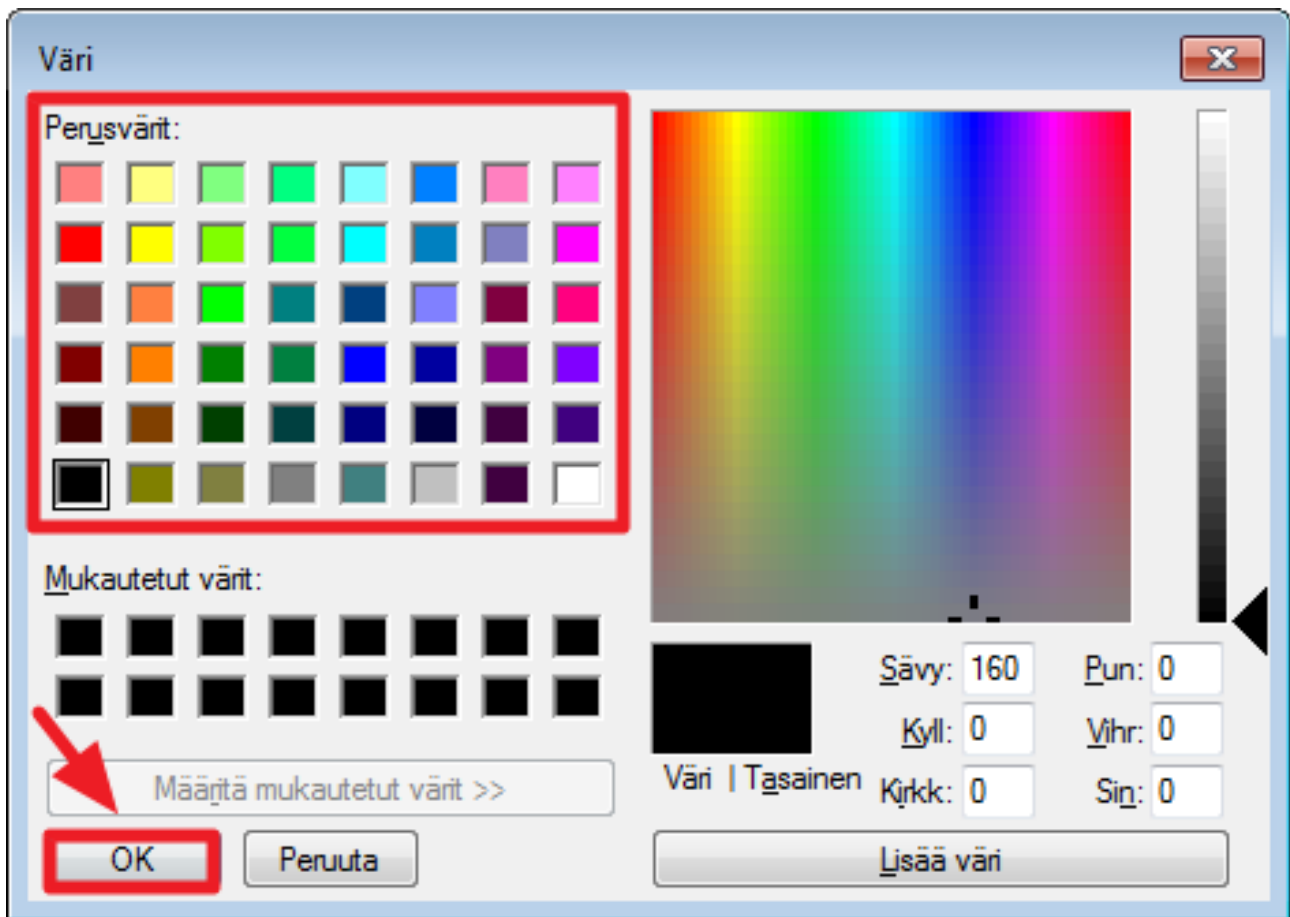 Väri
Perusvärit:
Mukautetut värit:
Määritä mukautetut värit >>
OK
Peruuta
Väri | Tasainen
Sävy: 160
Kyll: 0
Kirkk: 0
Pun: 0
Vihr: 0
Sin: 0
Lisää väri